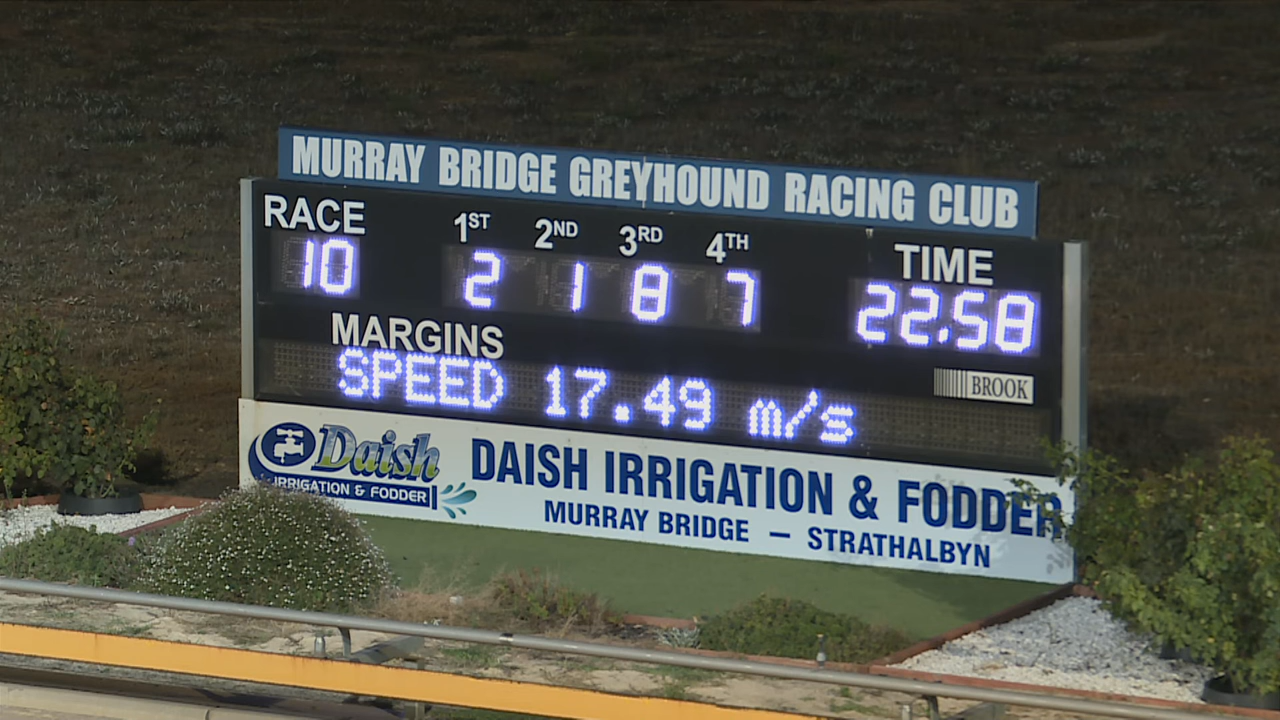 MURRAY BRIDGE GREYHOUND RACING CLUB
RACE 1ST 2ND 3RD 4TH TIME
10 2 1 8 7 22.58
MARGINS
SPEED 17.49 m/s
BROOK
Daish
IRRIGATION & FODDER
DAISH IRRIGATION & FODDER
MURRAY BRIDGE – STRATHALBYN